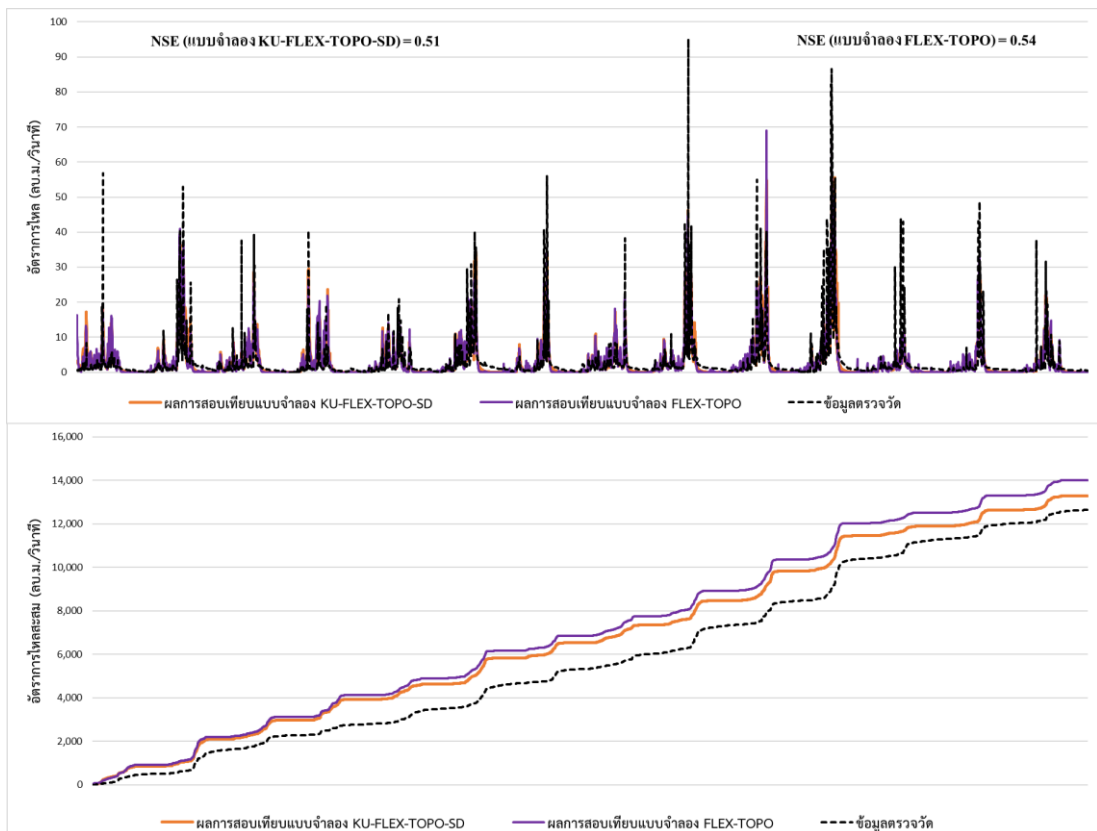 NSE (แบบจำลอง KU-FLEX-TOPO-SD) = 0.51
NSE (แบบจำลอง FLEX-TOPO) = 0.54
อัตราการไหล (ลบ.ม./วินาที)
100
90
80
70
60
50
40
30
20
10
0
ผลการสอบเทียบแบบจำลอง KU-FLEX-TOPO-SD
ผลการสอบเทียบแบบจำลอง FLEX-TOPO
ข้อมูลตรวจวัด
อัตราการไหลสะสม (ลบ.ม./วินาที)
16,000
14,000
12,000
10,000
8,000
6,000
4,000
2,000
0
ผลการสอบเทียบแบบจำลอง KU-FLEX-TOPO-SD
ผลการสอบเทียบแบบจำลอง FLEX-TOPO
ข้อมูลตรวจวัด